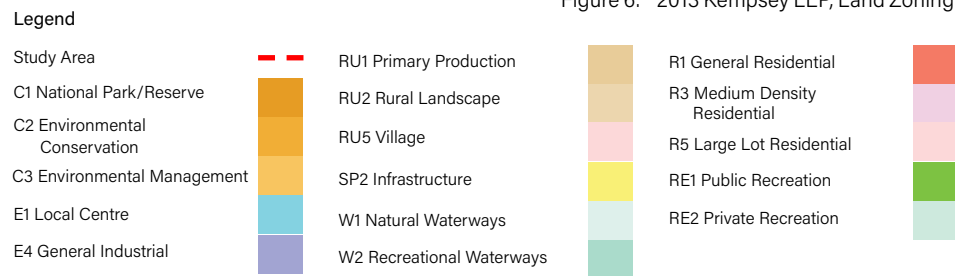 Figure 6. 2013 Kempsey LEP, Land Zoning
Legend
Study Area
C1 National Park/Reserve
C2 Environmental
Conservation
C3 Environmental Management
E1 Local Centre
E4 General Industrial
RU1 Primary Production
RU2 Rural Landscape
RU5 Village
SP2 Infrastructure
W1 Natural Waterways
W2 Recreational Waterways
R1 General Residential
R3 Medium Density
Residential
R5 Large Lot Residential
RE1 Public Recreation
RE2 Private Recreation